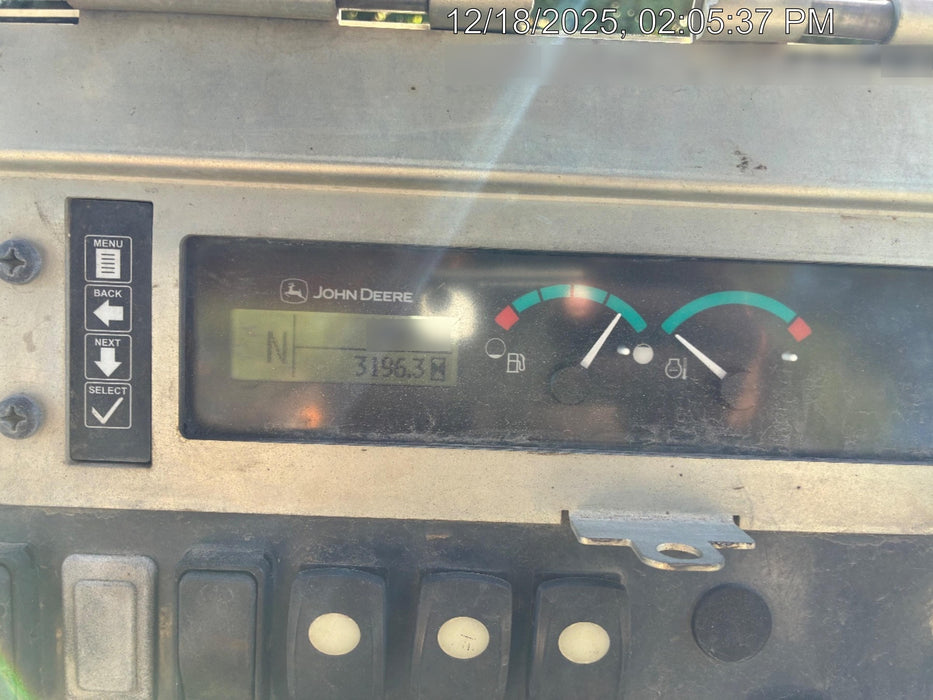 12/18/2025, 02:05:37 PM
MENU
BACK
NEXT
SELECT
JOHN DEERE
N
3196.3